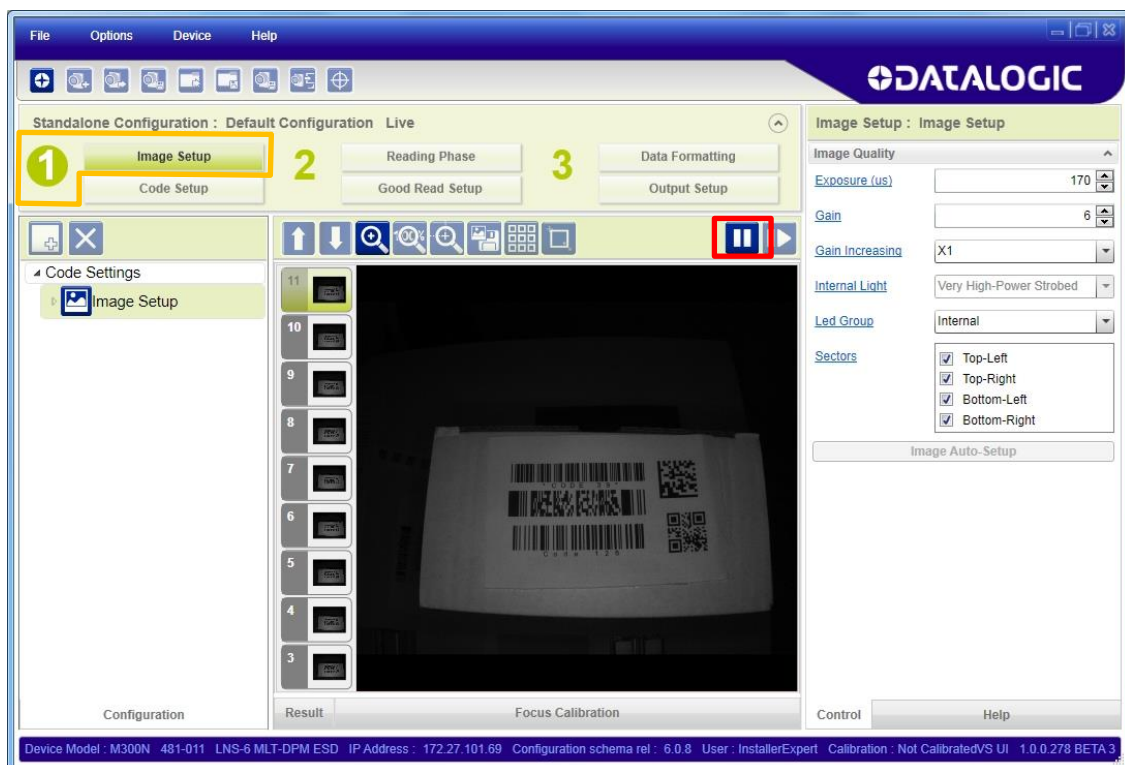 File Options Device Help
DATALOGIC
Standalone Configuration : Default Configuration Live
1 Image Setup 2 Reading Phase 3 Data Formatting
Code Setup Good Read Setup Output Setup
Image Setup : Image Setup
Image Quality
Exposure (us) 170
Gain 6
Gain Increasing X1
Internal Light Very High-Power Strobed
Led Group Internal
Sectors Top-Left
Top-Right
Bottom-Left
Bottom-Right
Image Auto-Setup
100%
Code Settings
Image Setup
11
10
9
8
7
6
5
4
3
*CODE 39*
Code 128
Configuration Result Focus Calibration Control Help
Device Model : M300N 481-011 LNS-6 MLT-DPM ESD IP Address : 172.27.101.69 Configuration schema rel : 6.0.8 User : InstallerExpert Calibration : Not CalibratedVS UI 1.0.0.278 BETA 3